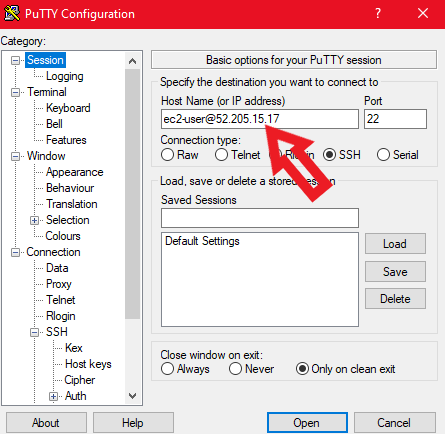 PuTTY Configuration
?
Category:
Session
Logging
Terminal
Keyboard
Bell
Features
Window
Appearance
Behaviour
Translation
Selection
Colours
Connection
Data
Proxy
Telnet
Rlogin
SSH
Kex
Host keys
Cipher
Auth
Basic options for your PuTTY session
Specify the destination you want to connect to
Host Name (or IP address) Port
ec2-user@52.205.15.17 22
Connection type:
Raw Telnet Rlogin SSH Serial
Load, save or delete a stored session
Saved Sessions
Default Settings
Load
Save
Delete
Close window on exit:
Always Never Only on clean exit
About Help Open Cancel